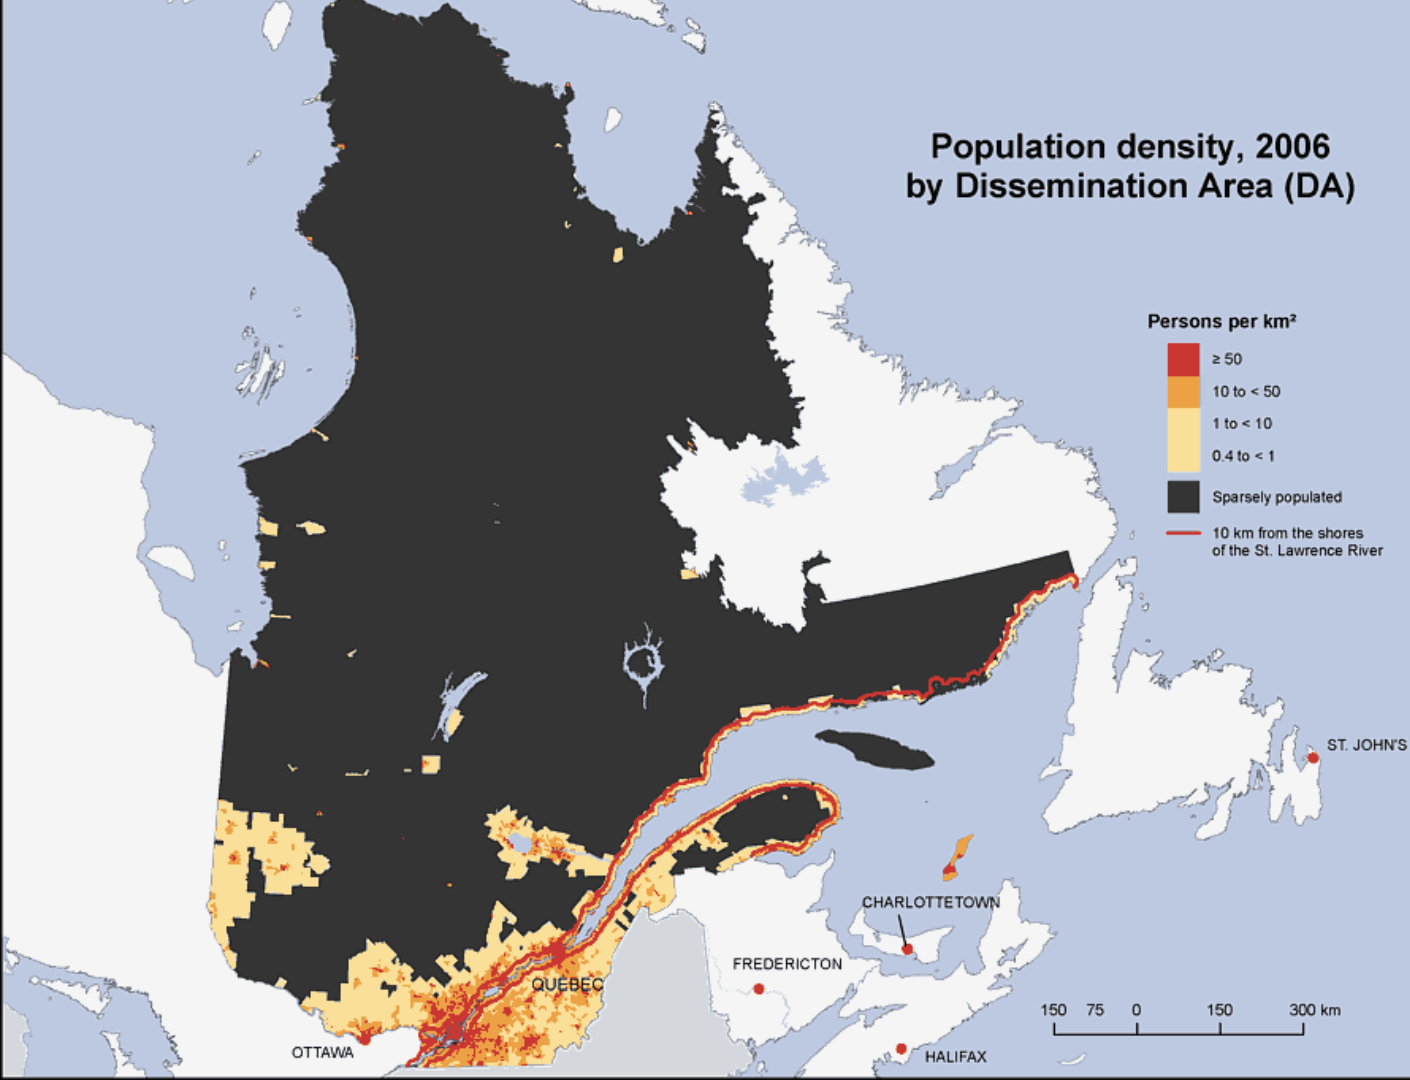 Population density, 2006
by Dissemination Area (DA)
Persons per km²
≥ 50
10 to < 50
1 to < 10
0.4 to < 1
Sparsely populated
10 km from the shores
of the St. Lawrence River
ST. JOHN'S
CHARLOTTETOWN
FREDERICTON
QUÉBEC
150 75 0 150 300 km
OTTAWA
HALIFAX